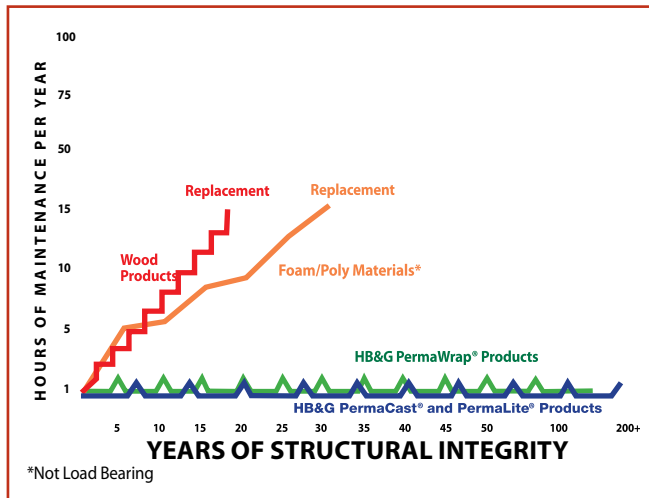 HOURS OF MAINTENANCE PER YEAR
100
75
50
15
10
5
1
Replacement
Replacement
Wood
Products
Foam/Poly Materials*
HB&G PermaWrap® Products
HB&G PermaCast® and PermaLite® Products
5 10 15 20 25 30 35 40 45 50 100 200+
YEARS OF STRUCTURAL INTEGRITY
*Not Load Bearing